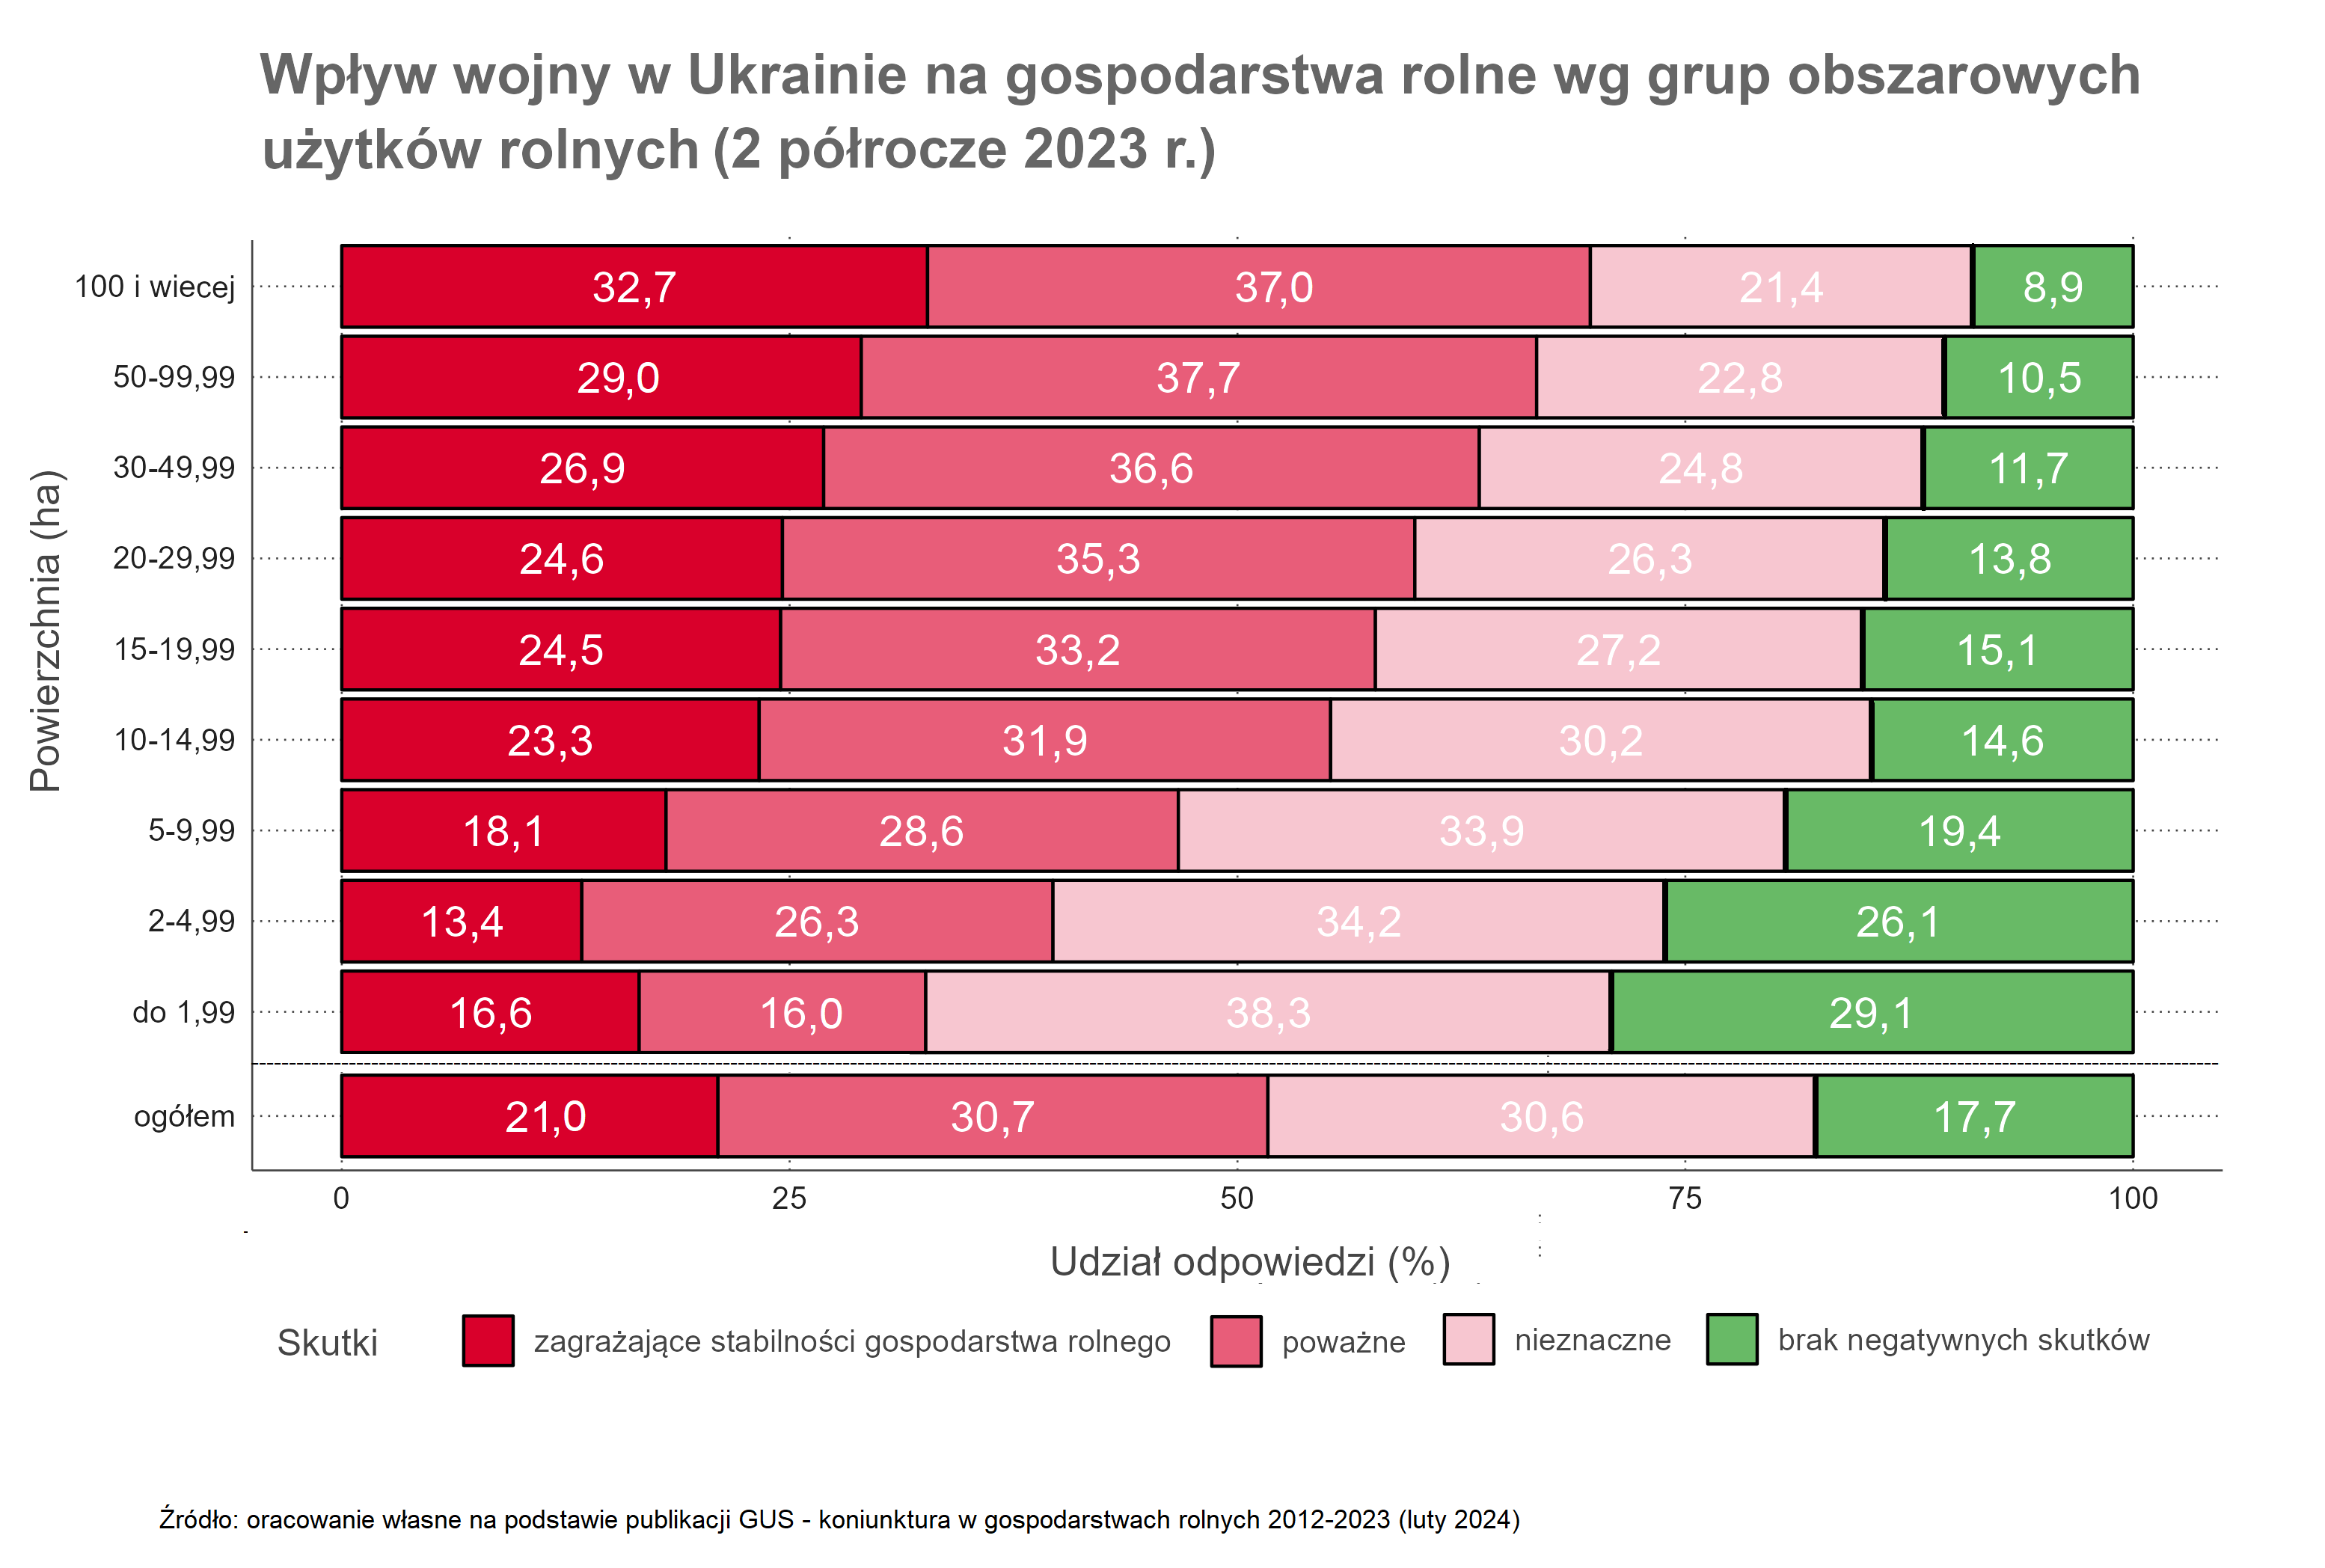 Wpływ wojny w Ukrainie na gospodarstwa rolne wg grup obszarowych
użytków rolnych (2 półrocze 2023 r.)
Powierzchnia (ha)
100 i wiecej 32,7 37,0 21,4 8,9
50-99,99 29,0 37,7 22,8 10,5
30-49,99 26,9 36,6 24,8 11,7
20-29,99 24,6 35,3 26,3 13,8
15-19,99 24,5 33,2 27,2 15,1
10-14,99 23,3 31,9 30,2 14,6
5-9,99 18,1 28,6 33,9 19,4
2-4,99 13,4 26,3 34,2 26,1
do 1,99 16,6 16,0 38,3 29,1
ogółem 21,0 30,7 30,6 17,7
0 25 50 75 100
Udział odpowiedzi (%)
Skutki zagrażające stabilności gospodarstwa rolnego poważne nieznaczne brak negatywnych skutków
Źródło: oracowanie własne na podstawie publikacji GUS - koniunktura w gospodarstwach rolnych 2012-2023 (luty 2024)